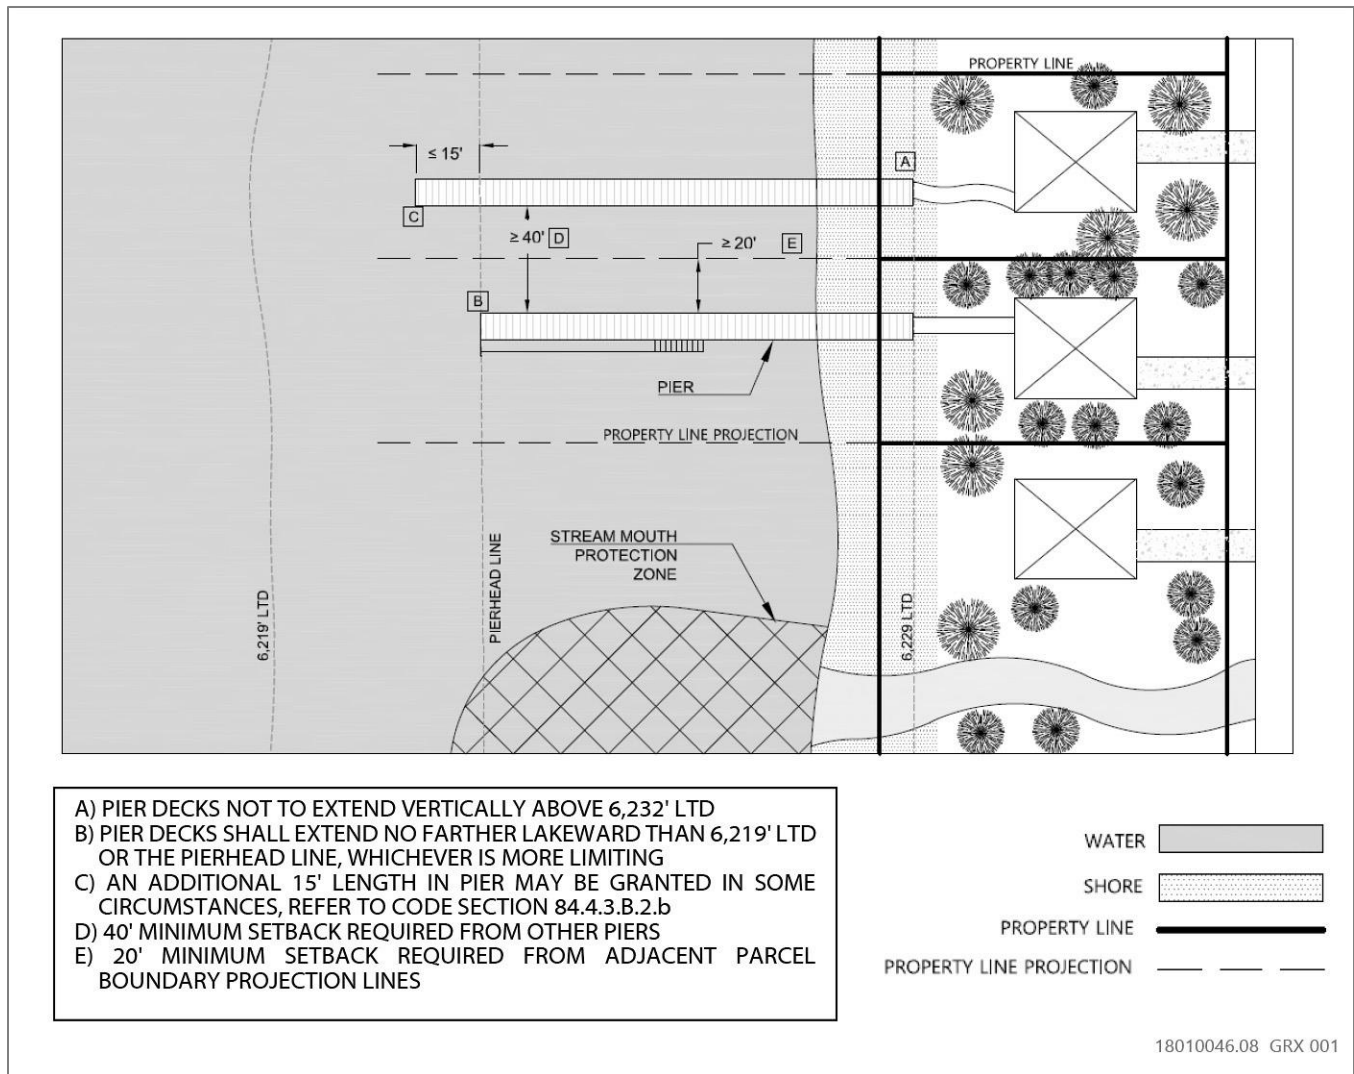 PROPERTY LINE
≤ 15'
A
C
≥ 40' D
≥ 20' E
B
PIER
PROPERTY LINE PROJECTION
STREAM MOUTH
PROTECTION
ZONE
6,219' LTD
PIERHEAD LINE
6,229 LTD
A) PIER DECKS NOT TO EXTEND VERTICALLY ABOVE 6,232' LTD
B) PIER DECKS SHALL EXTEND NO FARTHER LAKEWARD THAN 6,219' LTD
OR THE PIERHEAD LINE, WHICHEVER IS MORE LIMITING
C) AN ADDITIONAL 15' LENGTH IN PIER MAY BE GRANTED IN SOME
CIRCUMSTANCES, REFER TO CODE SECTION 84.4.3.B.2.b
D) 40' MINIMUM SETBACK REQUIRED FROM OTHER PIERS
E) 20' MINIMUM SETBACK REQUIRED FROM ADJACENT PARCEL
BOUNDARY PROJECTION LINES
WATER
SHORE
PROPERTY LINE
PROPERTY LINE PROJECTION
18010046.08 GRX 001